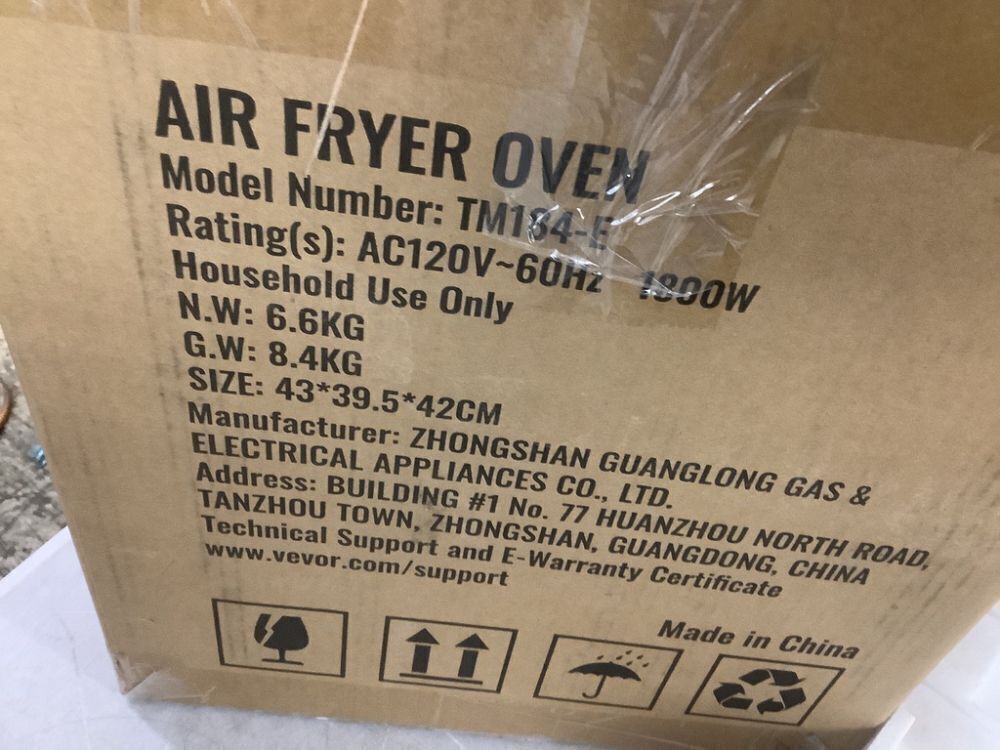 AIR FRYER OVEN
Model Number: TM184-E
Rating(s): AC120V~60Hz 1800W
Household Use Only
N.W: 6.6KG
G.W: 8.4KG
SIZE: 43*39.5*42CM
Manufacturer: ZHONGSHAN GUANGLONG GAS &
ELECTRICAL APPLIANCES CO., LTD.
Address: BUILDING #1 No. 77 HUANZHOU NORTH ROAD,
TANZHOU TOWN, ZHONGSHAN, GUANGDONG, CHINA
Technical Support and E-Warranty Certificate
www.vevor.com/support
Made in China